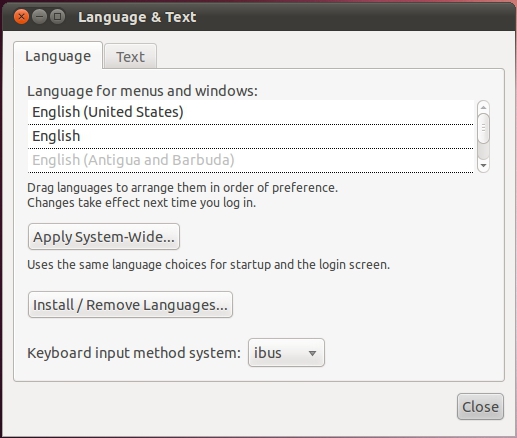 Language & Text
Language
Text
Language for menus and windows:
English (United States)
English
English (Antigua and Barbuda)
Drag languages to arrange them in order of preference.
Changes take effect next time you log in.
Apply System-Wide...
Uses the same language choices for startup and the login screen.
Install / Remove Languages...
Keyboard input method system: ibus
Close